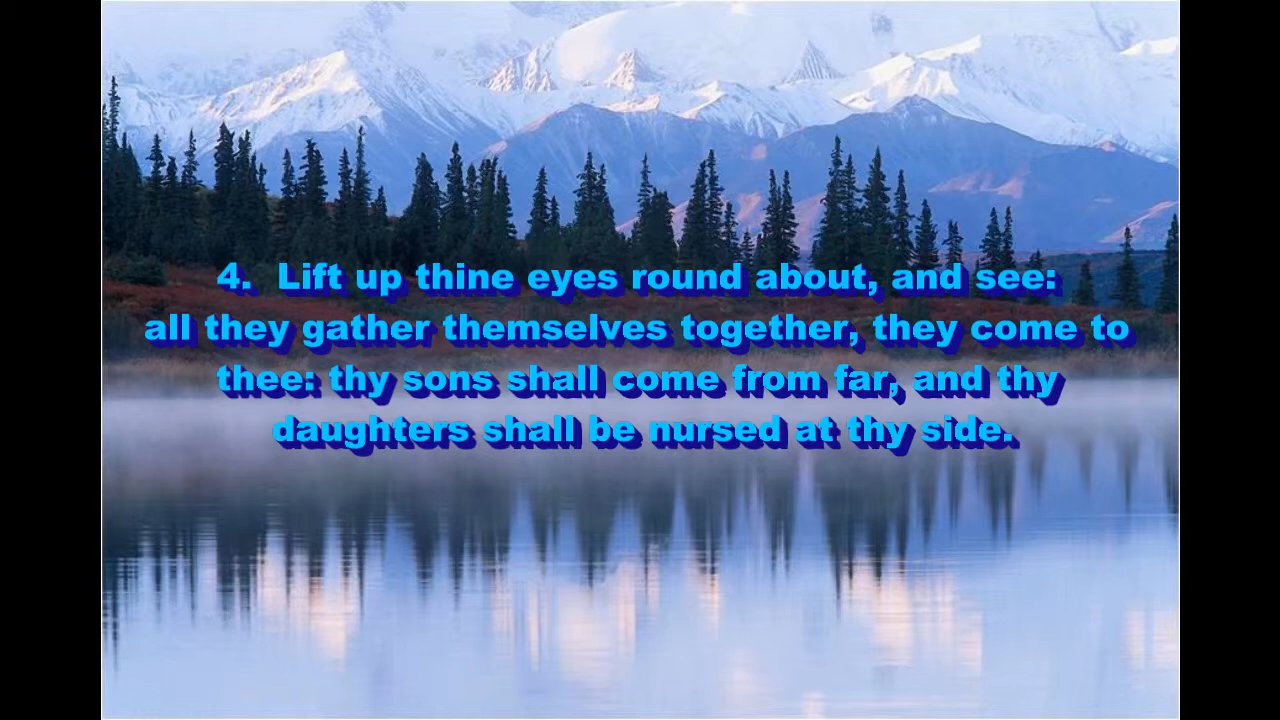 4.  Lift up thine eyes round about, and see:
all they gather themselves together, they come to
thee: thy sons shall come from far, and thy
daughters shall be nursed at thy side.